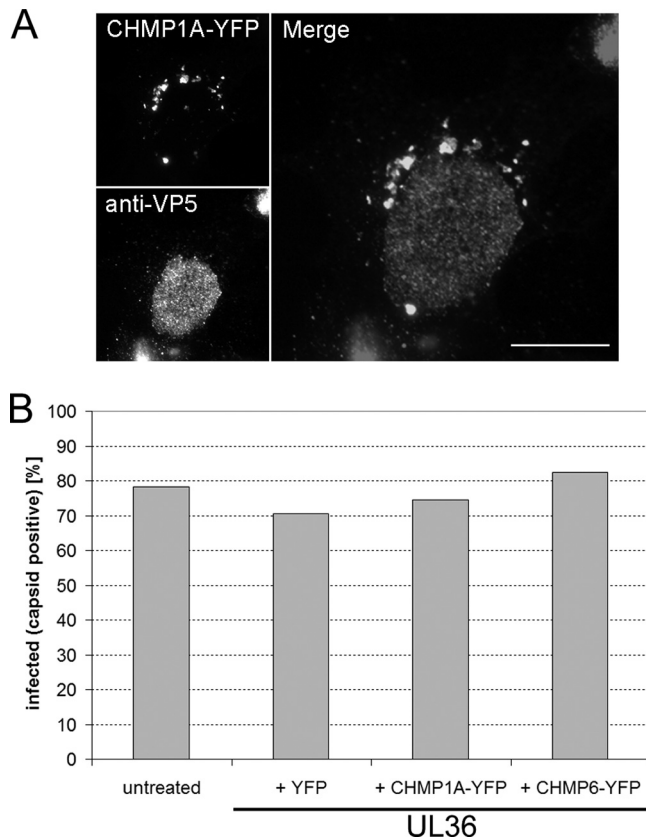 A
CHMP1A-YFP
Merge
anti-VP5
B
infected (capsid positive) [%]
100
90
80
70
60
50
40
30
20
10
0
untreated
+ YFP
+ CHMP1A-YFP
+ CHMP6-YFP
UL36